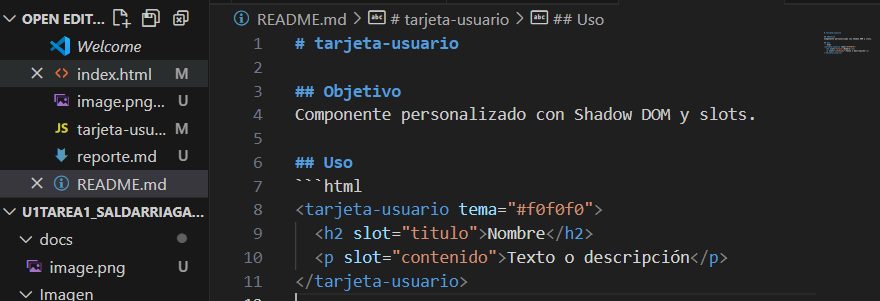 OPEN EDIT...
Welcome
index.html M
image.png... U
JS tarjeta-usu... M
reporte.md U
README.md
U1TAREA1_SALDARRIAGA...
docs
image.png U
Imagen
README.md > # tarjeta-usuario > ## Uso
1 # tarjeta-usuario
2
3 ## Objetivo
4 Componente personalizado con Shadow DOM y slots.
5
6 ## Uso
7 ```html
8 <tarjeta-usuario tema="#f0f0f0">
9 <h2 slot="titulo">Nombre</h2>
10 <p slot="contenido">Texto o descripción</p>
11 </tarjeta-usuario>